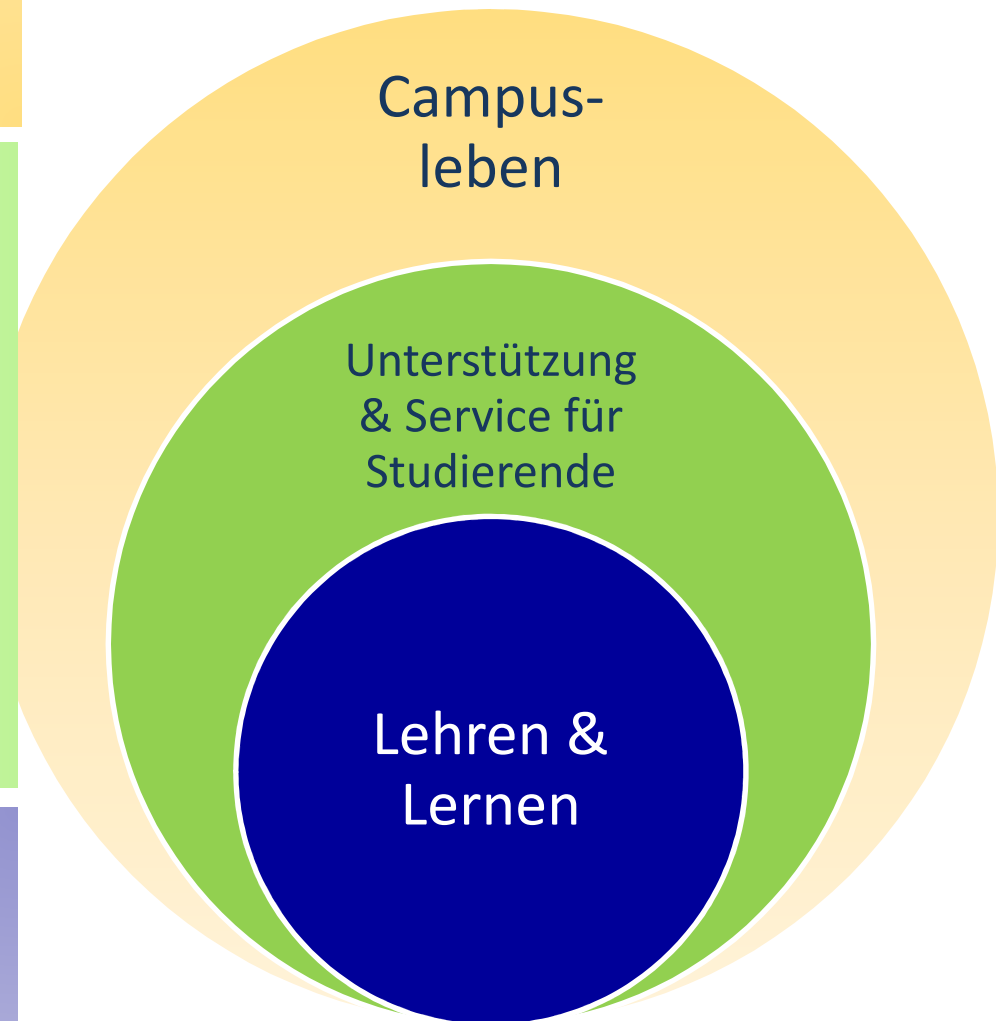 Campus-
leben
Unterstützung
& Service für
Studierende
Lehren &
Lernen